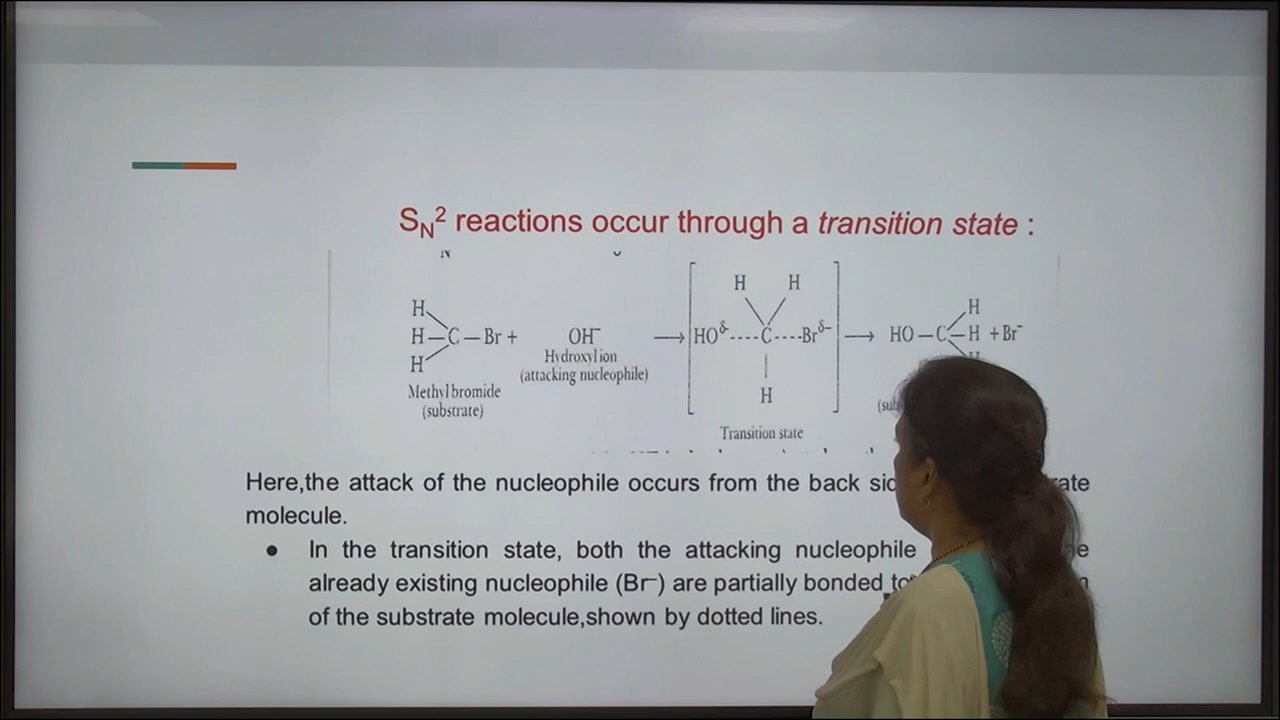 S_N^2 reactions occur through a transition state :
H
H—C—Br +
H
Methyl bromide
(substrate)
OH⁻
Hydroxyl ion
(attacking nucleophile)
→
H H
HO^δ-----C----Br^δ-
H
Transition state
→
H
HO—C—H + Br⁻
Here,the attack of the nucleophile occurs from the back
molecule.
● In the transition state, both the attacking nucleophile
already existing nucleophile (Br–) are partially bonded
of the substrate molecule,shown by dotted lines.